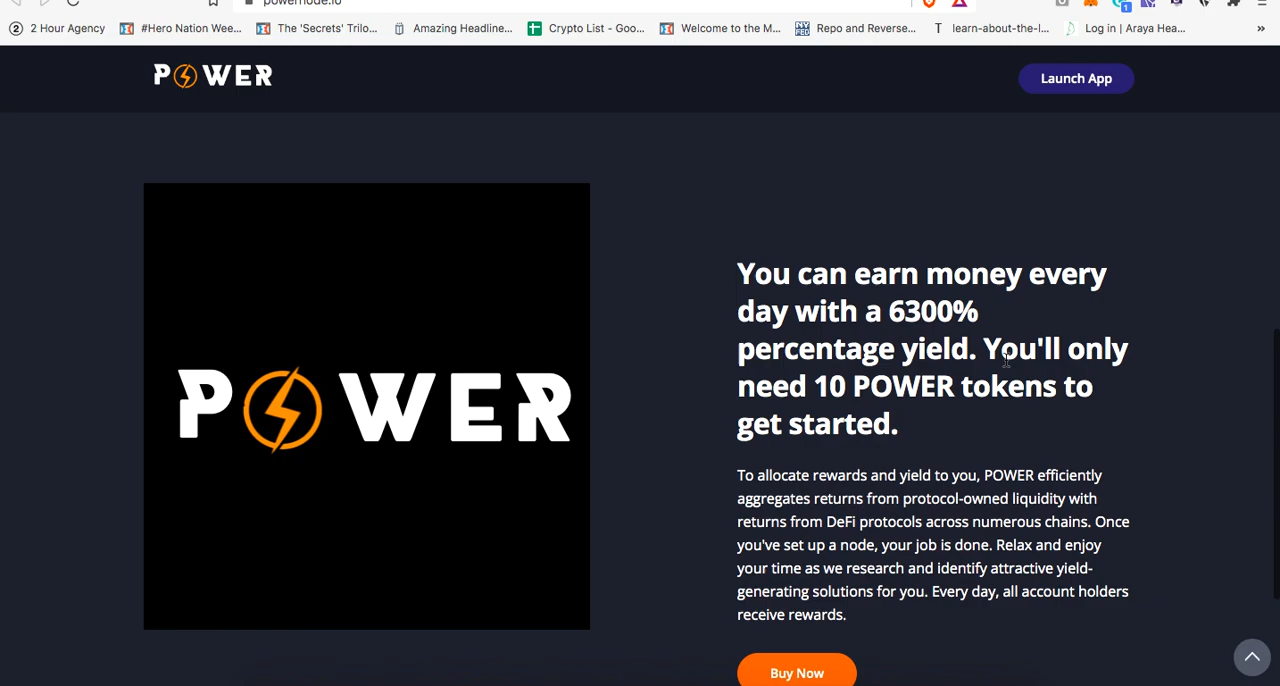 powernode.io
2 Hour Agency
#Hero Nation Wee...
The 'Secrets' Trilo...
Amazing Headline...
Crypto List - Goo...
Welcome to the M...
Repo and Reverse...
learn-about-the-l...
Log in | Araya Hea...
»
POWER
Launch App
POWER
You can earn money every
day with a 6300%
percentage yield. You'll only
need 10 POWER tokens to
get started.
To allocate rewards and yield to you, POWER efficiently
aggregates returns from protocol-owned liquidity with
returns from DeFi protocols across numerous chains. Once
you've set up a node, your job is done. Relax and enjoy
your time as we research and identify attractive yield-
generating solutions for you. Every day, all account holders
receive rewards.
Buy Now